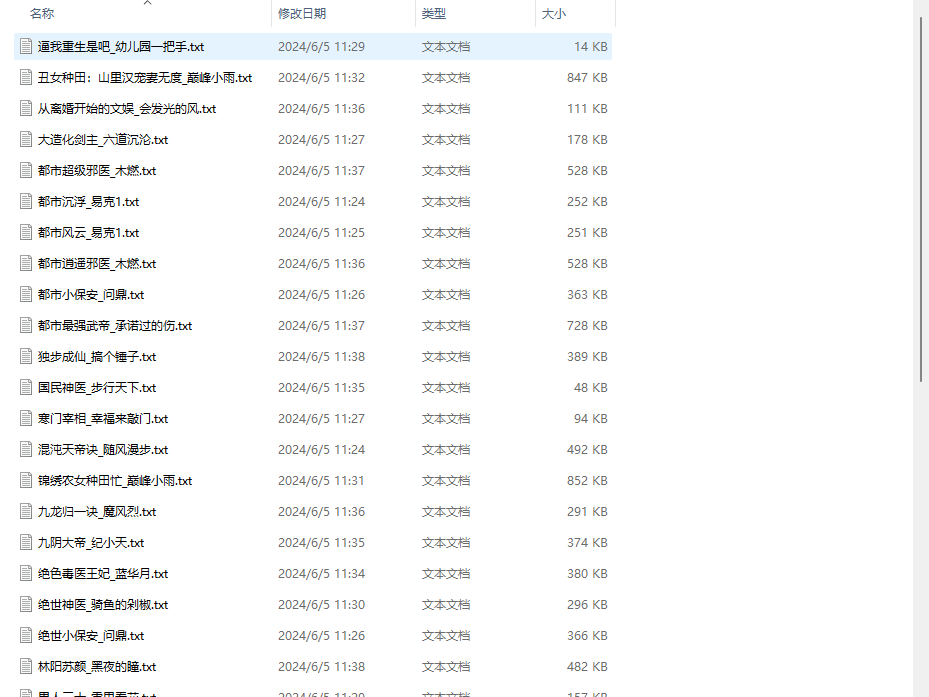 名称 修改日期 类型 大小
逼我重生是吧_幼儿园一把手.txt 2024/6/5 11:29 文本文档 14 KB
丑女种田：山里汉宠妻无度_巅峰小雨.txt 2024/6/5 11:32 文本文档 847 KB
从离婚开始的文娱_会发光的风.txt 2024/6/5 11:36 文本文档 111 KB
大造化剑主_六道沉沦.txt 2024/6/5 11:27 文本文档 178 KB
都市超级邪医_木燃.txt 2024/6/5 11:37 文本文档 528 KB
都市沉浮_易克1.txt 2024/6/5 11:24 文本文档 252 KB
都市风云_易克1.txt 2024/6/5 11:25 文本文档 251 KB
都市逍遥邪医_木燃.txt 2024/6/5 11:36 文本文档 528 KB
都市小保安_问鼎.txt 2024/6/5 11:26 文本文档 363 KB
都市最强武帝_承诺过的伤.txt 2024/6/5 11:37 文本文档 728 KB
独步成仙_搞个锤子.txt 2024/6/5 11:38 文本文档 389 KB
国民神医_步行天下.txt 2024/6/5 11:35 文本文档 48 KB
寒门宰相_幸福来敲门.txt 2024/6/5 11:27 文本文档 94 KB
混沌天帝诀_随风漫步.txt 2024/6/5 11:24 文本文档 492 KB
锦绣农女种田忙_巅峰小雨.txt 2024/6/5 11:31 文本文档 852 KB
九龙归一诀_魔风烈.txt 2024/6/5 11:36 文本文档 291 KB
九阴大帝_纪小天.txt 2024/6/5 11:35 文本文档 374 KB
绝色毒医王妃_蓝华月.txt 2024/6/5 11:34 文本文档 380 KB
绝世神医_骑鱼的剁椒.txt 2024/6/5 11:30 文本文档 296 KB
绝世小保安_问鼎.txt 2024/6/5 11:26 文本文档 366 KB
林阳苏颜_黑夜的瞳.txt 2024/6/5 11:38 文本文档 482 KB